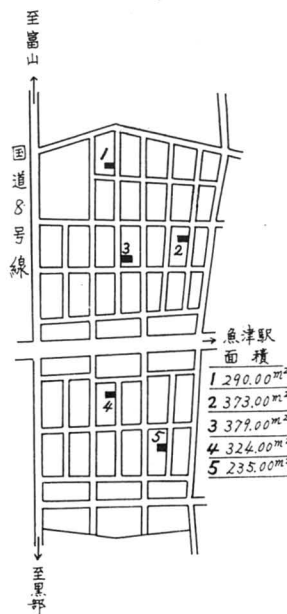 至富山
国道8号線
1
2
3
4
5
→魚津駅
面積
1 290.00m²
2 373.00m²
3 379.00m²
4 324.00m²
5 235.00m²
至黒部